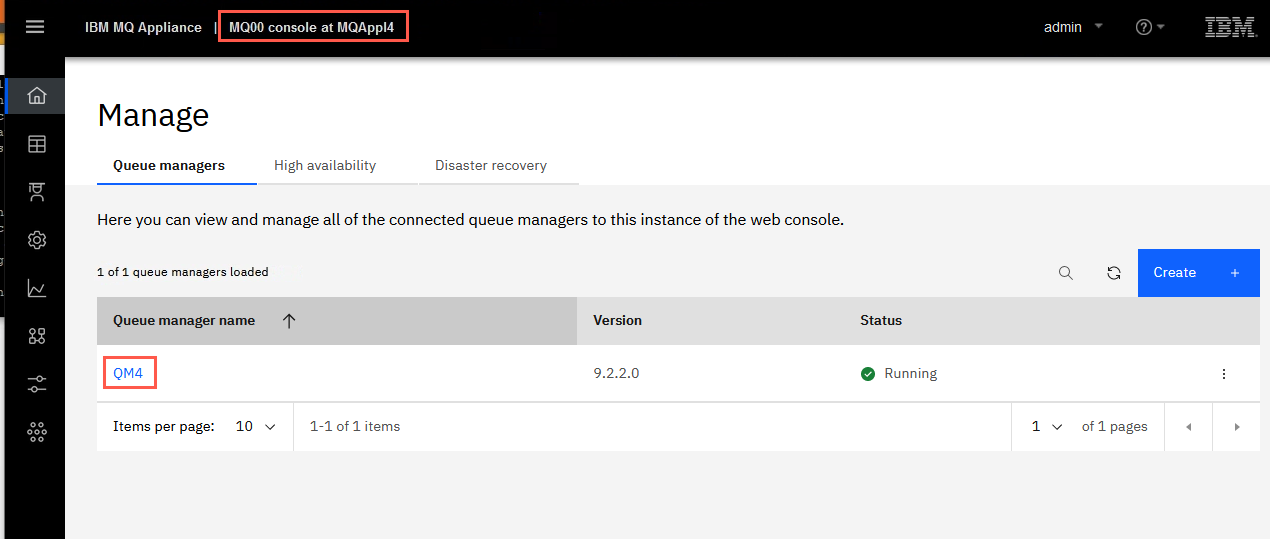 IBM MQ Appliance | MQ00 console at MQAppl4 admin IBM
Manage
Queue managers High availability Disaster recovery
Here you can view and manage all of the connected queue managers to this instance of the web console.
1 of 1 queue managers loaded Create +
Queue manager name Version Status
QM4 9.2.2.0 Running
Items per page: 10 1-1 of 1 items 1 of 1 pages